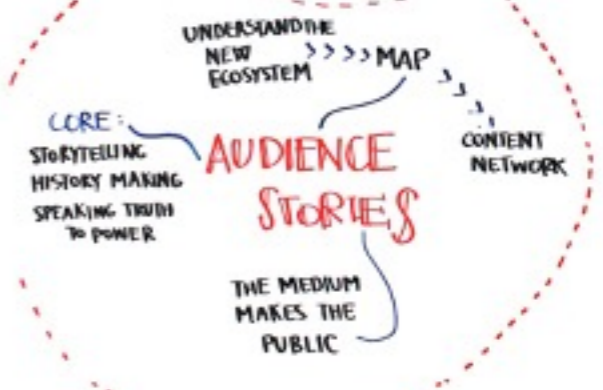 UNDERSTAND THE
NEW
ECOSYSTEM
MAP
CONTENT
NETWORK
CORE:
STORYTELLING
HISTORY MAKING
SPEAKING TRUTH
TO POWER
AUDIENCE
STORIES
THE MEDIUM
MAKES THE
PUBLIC